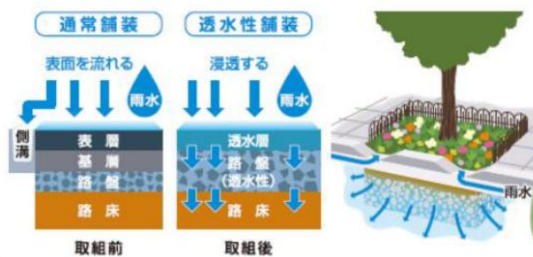 通常舗装
表面を流れる
雨水
側溝
表層
基層
路盤
路床
取組前
透水性舗装
浸透する
雨水
透水層
路盤
(透水性)
路床
取組後
雨水